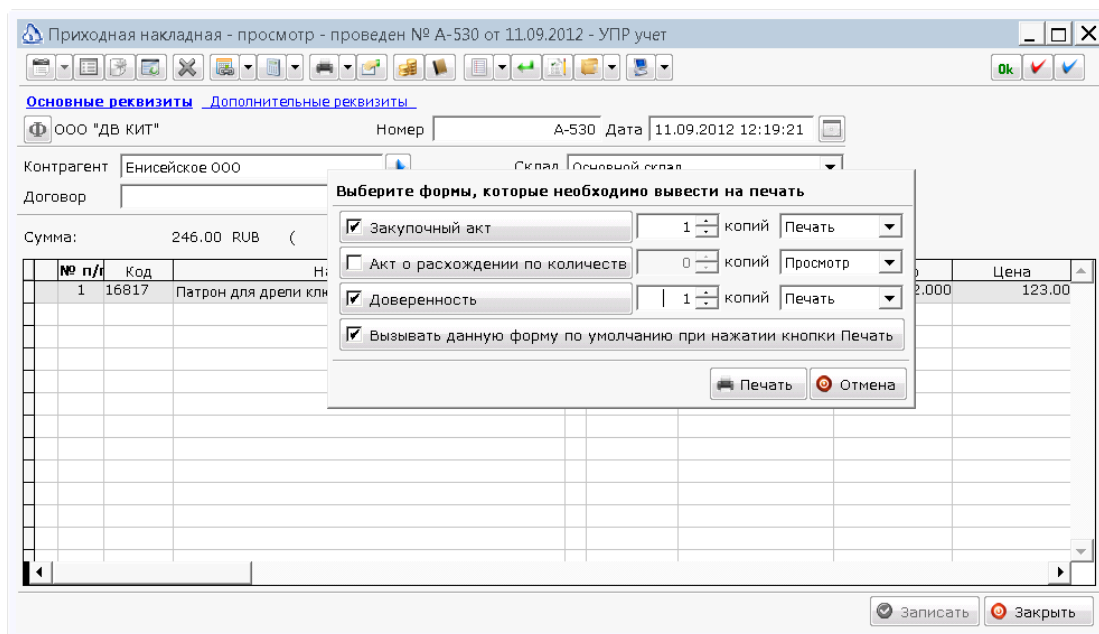 Приходная накладная - просмотр - проведен № А-530 от 11.09.2012 - УПР учет
Ok
Основные реквизиты Дополнительные реквизиты
Ф ООО "ДВ КИТ" Номер А-530 Дата 11.09.2012 12:19:21
Контрагент Енисейское ООО Склад Основной склад
Договор
Выберите формы, которые необходимо вывести на печать
Сумма: 246.00 RUB (
Закупочный акт 1 копий Печать
Акт о расхождении по количеств 0 копий Просмотр
Доверенность 1 копий Печать
Вызывать данную форму по умолчанию при нажатии кнопки Печать
Печать Отмена
№ п/п Код На Цена
1 16817 Патрон для дрели клю 2.000 123.00
Записать Закрыть